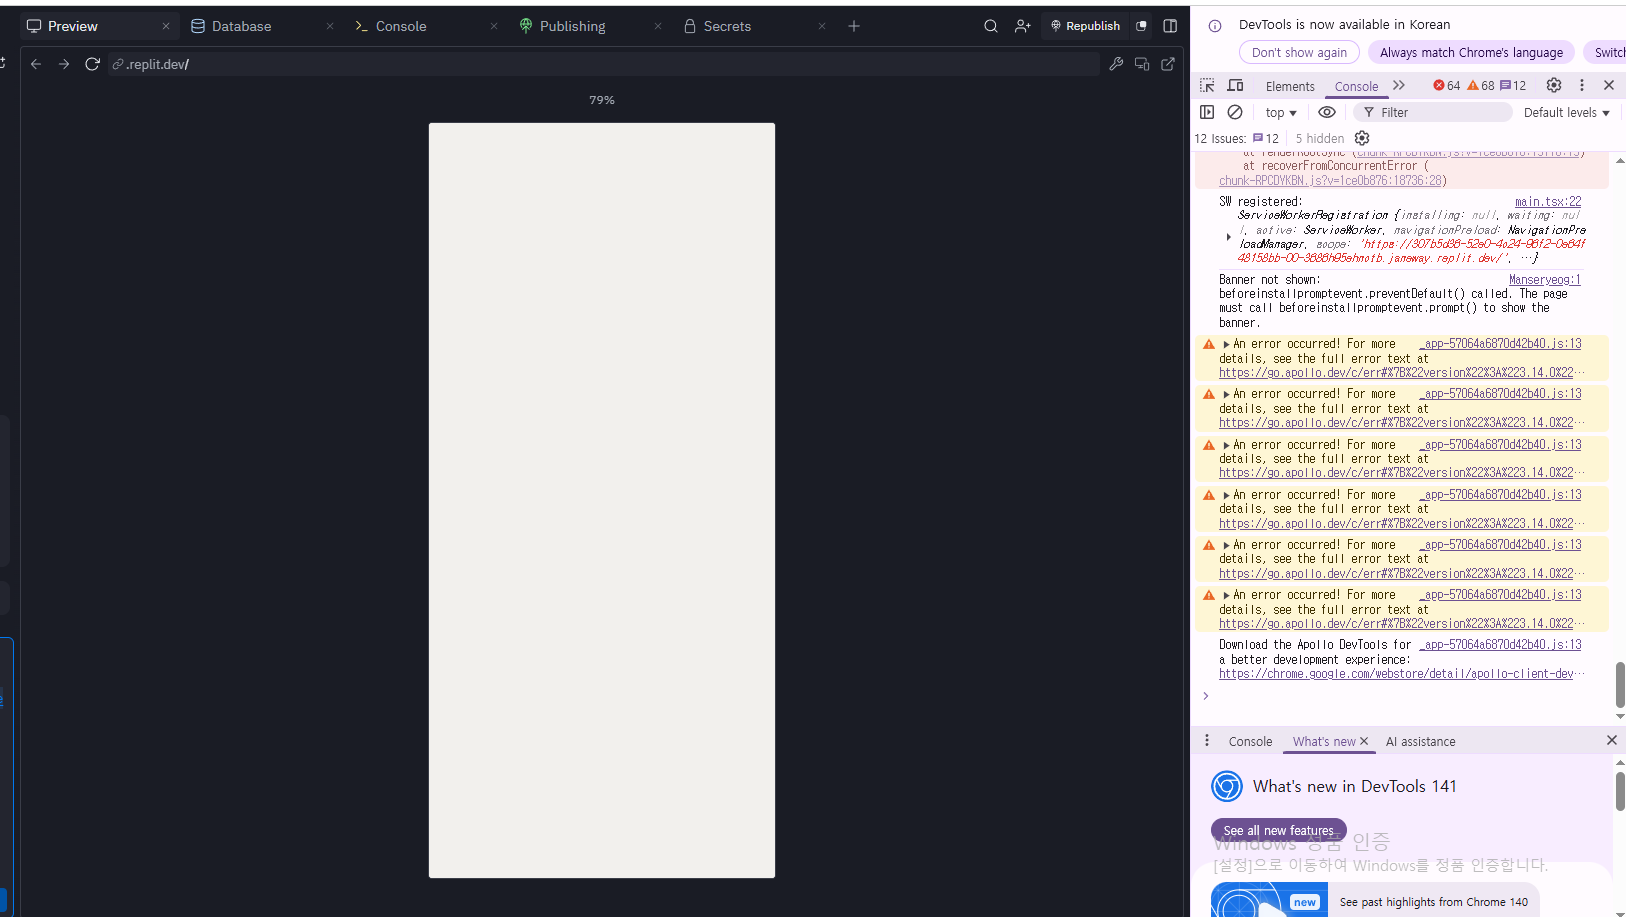 Preview × Database × Console × Publishing × Secrets × Republish
.replit.dev/
79%
DevTools is now available in Korean
Don't show again Always match Chrome's language
Elements Console 64 68 12
top Filter Default levels
12 Issues: 12 5 hidden
at recoverFromConcurrentError (
chunk-RPCDYKBN.js?v=1ce0b876:18736:28)
SW registered: main.tsx:22
ServiceWorkerRegistration {installing: null, waiting: nul
l, active: ServiceWorker, navigationPreload: NavigationPre
loadManager, scope:
Banner not shown: Manseryeog:1
beforeinstallpromptevent.preventDefault() called. The page
must call beforeinstallpromptevent.prompt() to show the
banner.
An error occurred! For more _app-57064a6870d42b40.js:13
details, see the full error text at
https://go.apollo.dev/c/err#%7B%22version%22%3A%223.14.0%22…
An error occurred! For more _app-57064a6870d42b40.js:13
details, see the full error text at
https://go.apollo.dev/c/err#%7B%22version%22%3A%223.14.0%22…
An error occurred! For more _app-57064a6870d42b40.js:13
details, see the full error text at
https://go.apollo.dev/c/err#%7B%22version%22%3A%223.14.0%22…
An error occurred! For more _app-57064a6870d42b40.js:13
details, see the full error text at
https://go.apollo.dev/c/err#%7B%22version%22%3A%223.14.0%22…
An error occurred! For more _app-57064a6870d42b40.js:13
details, see the full error text at
https://go.apollo.dev/c/err#%7B%22version%22%3A%223.14.0%22…
An error occurred! For more _app-57064a6870d42b40.js:13
details, see the full error text at
https://go.apollo.dev/c/err#%7B%22version%22%3A%223.14.0%22…
Download the Apollo DevTools for _app-57064a6870d42b40.js:13
a better development experience:
https://chrome.google.com/webstore/detail/apollo-client-dev…
Console What's new AI assistance
What's new in DevTools 141
See all new features
Windows 정품 인증
[설정]으로 이동하여 Windows를 정품 인증합니다.
new See past highlights from Chrome 140